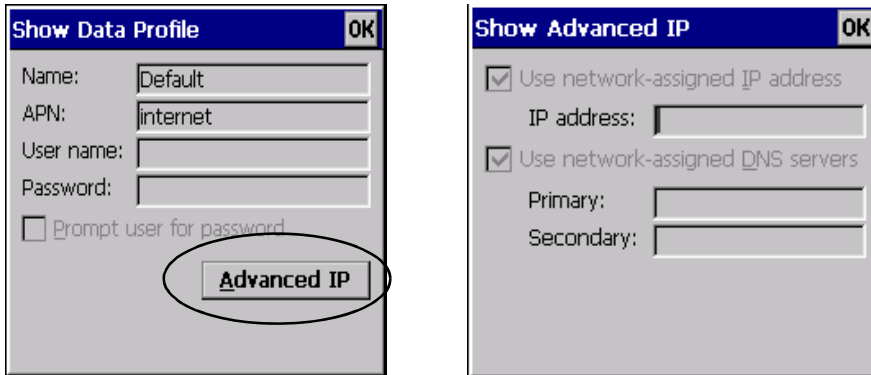 Show Data Profile OK
Name: Default
APN: internet
User name:
Password:
Prompt user for password
Advanced IP
Show Advanced IP OK
Use network-assigned IP address
IP address:
Use network-assigned DNS servers
Primary:
Secondary: